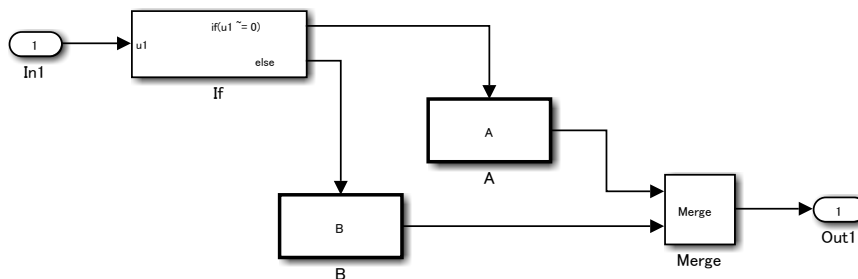 1
In1
u1
if(u1 ~= 0)
else
If
A
A
B
B
Merge
Merge
1
Out1